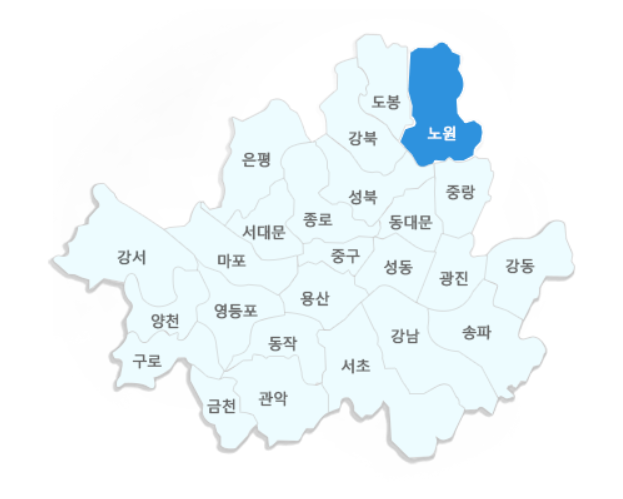 도봉
노원
강북
은평
중랑
성북
종로
동대문
서대문
강서
마포
중구
성동
강동
광진
용산
영등포
양천
송파
강남
동작
구로
서초
관악
금천